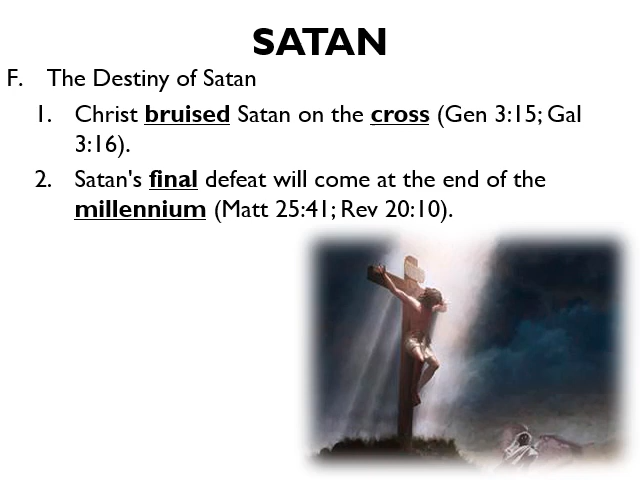 SATAN
F. The Destiny of Satan
1. Christ bruised Satan on the cross (Gen 3:15; Gal
3:16).
2. Satan's final defeat will come at the end of the
millennium (Matt 25:41; Rev 20:10).